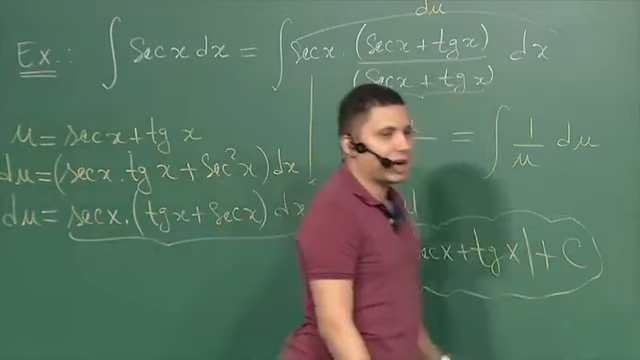 Ex.: ∫ sec x dx = ∫ sec x · (sec x + tg x) / (sec x + tg x) dx
du
u = sec x + tg x
du = (sec x · tg x + sec² x) dx
du = sec x · (tg x + sec x) dx
= ∫ 1/u du
sec x + tg x | + C